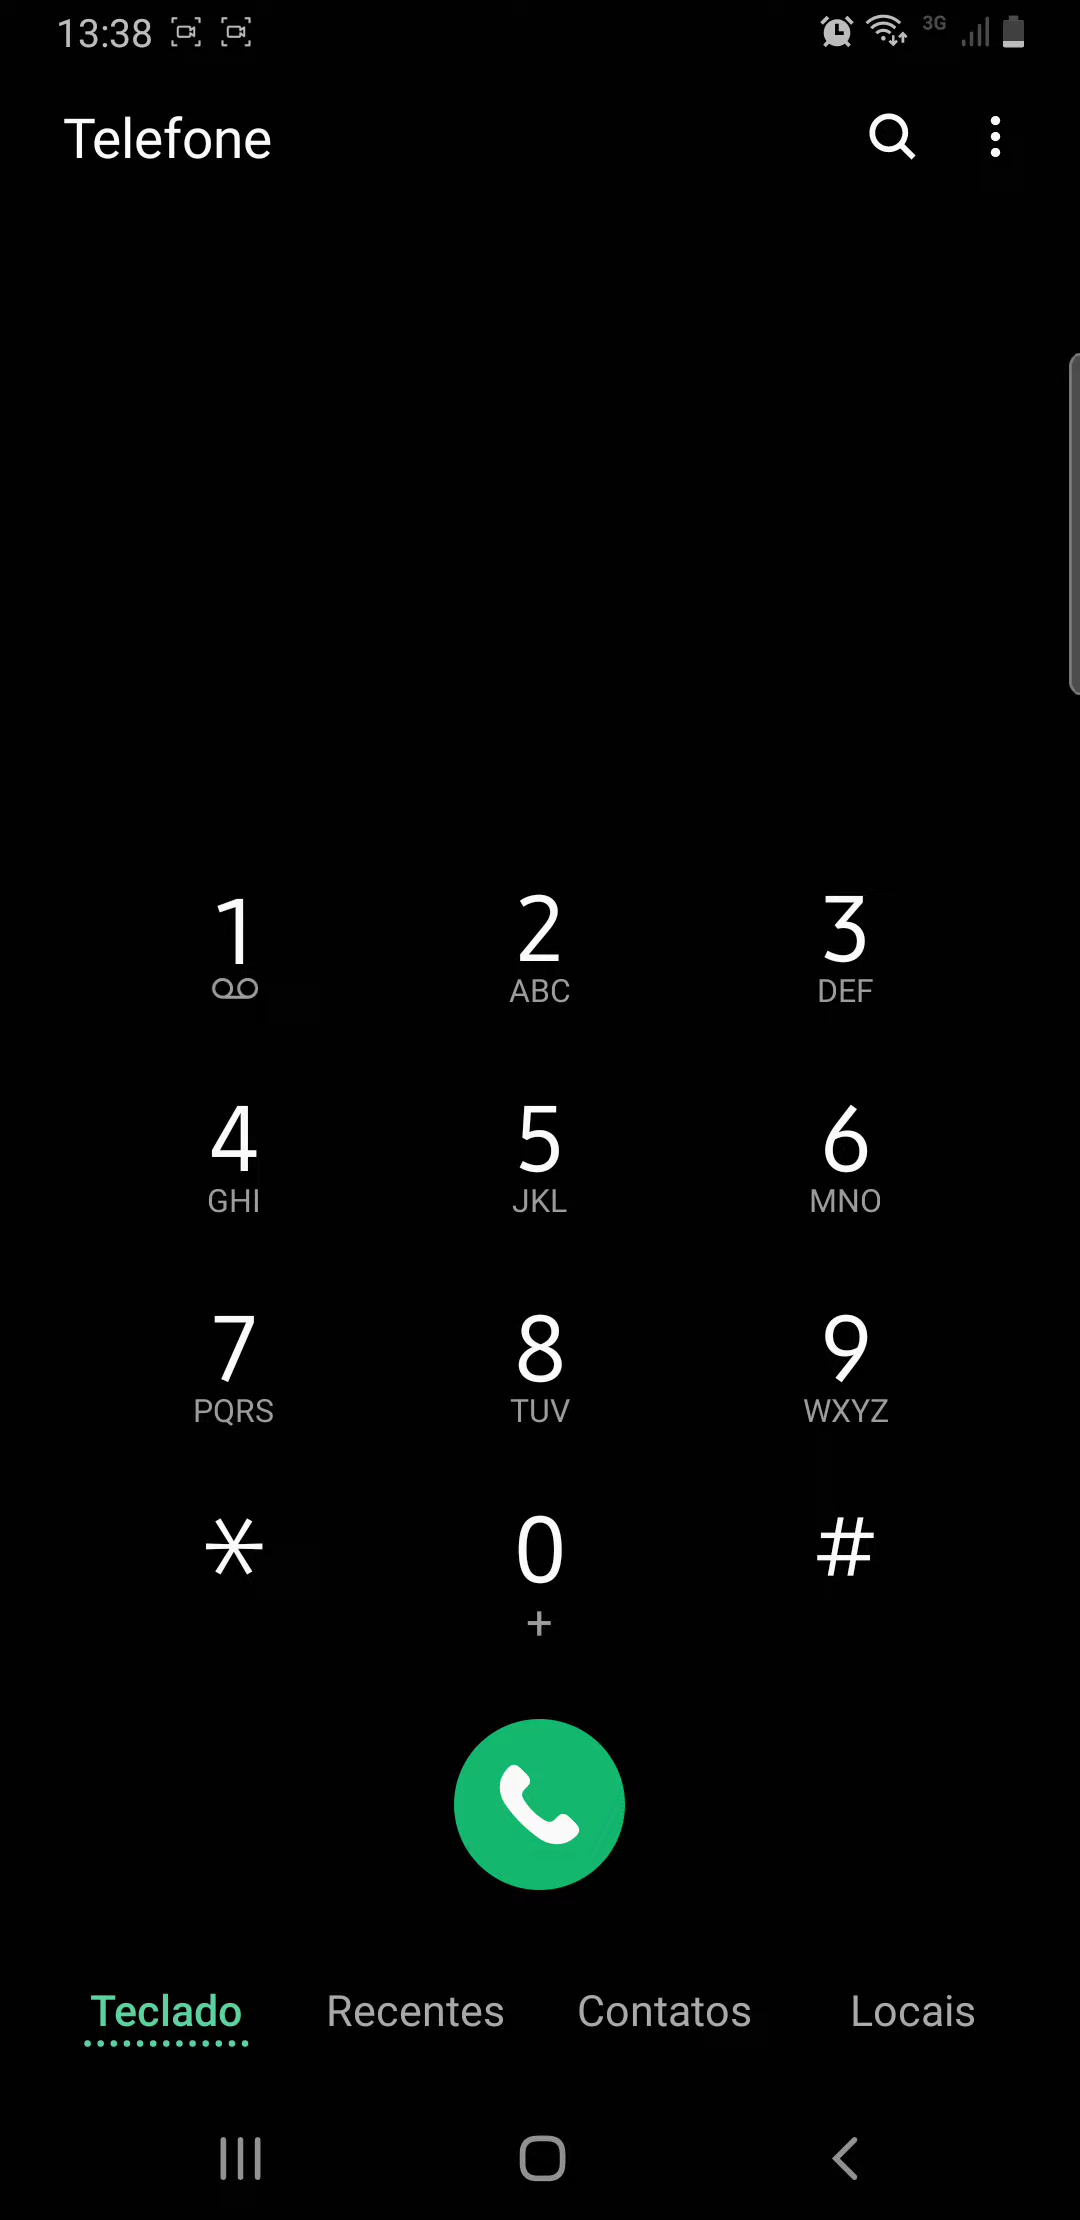 13:38 3G
Telefone
1 2 3
ABC DEF
4 5 6
GHI JKL MNO
7 8 9
PQRS TUV WXYZ
* 0 #
+
Teclado Recentes Contatos Locais